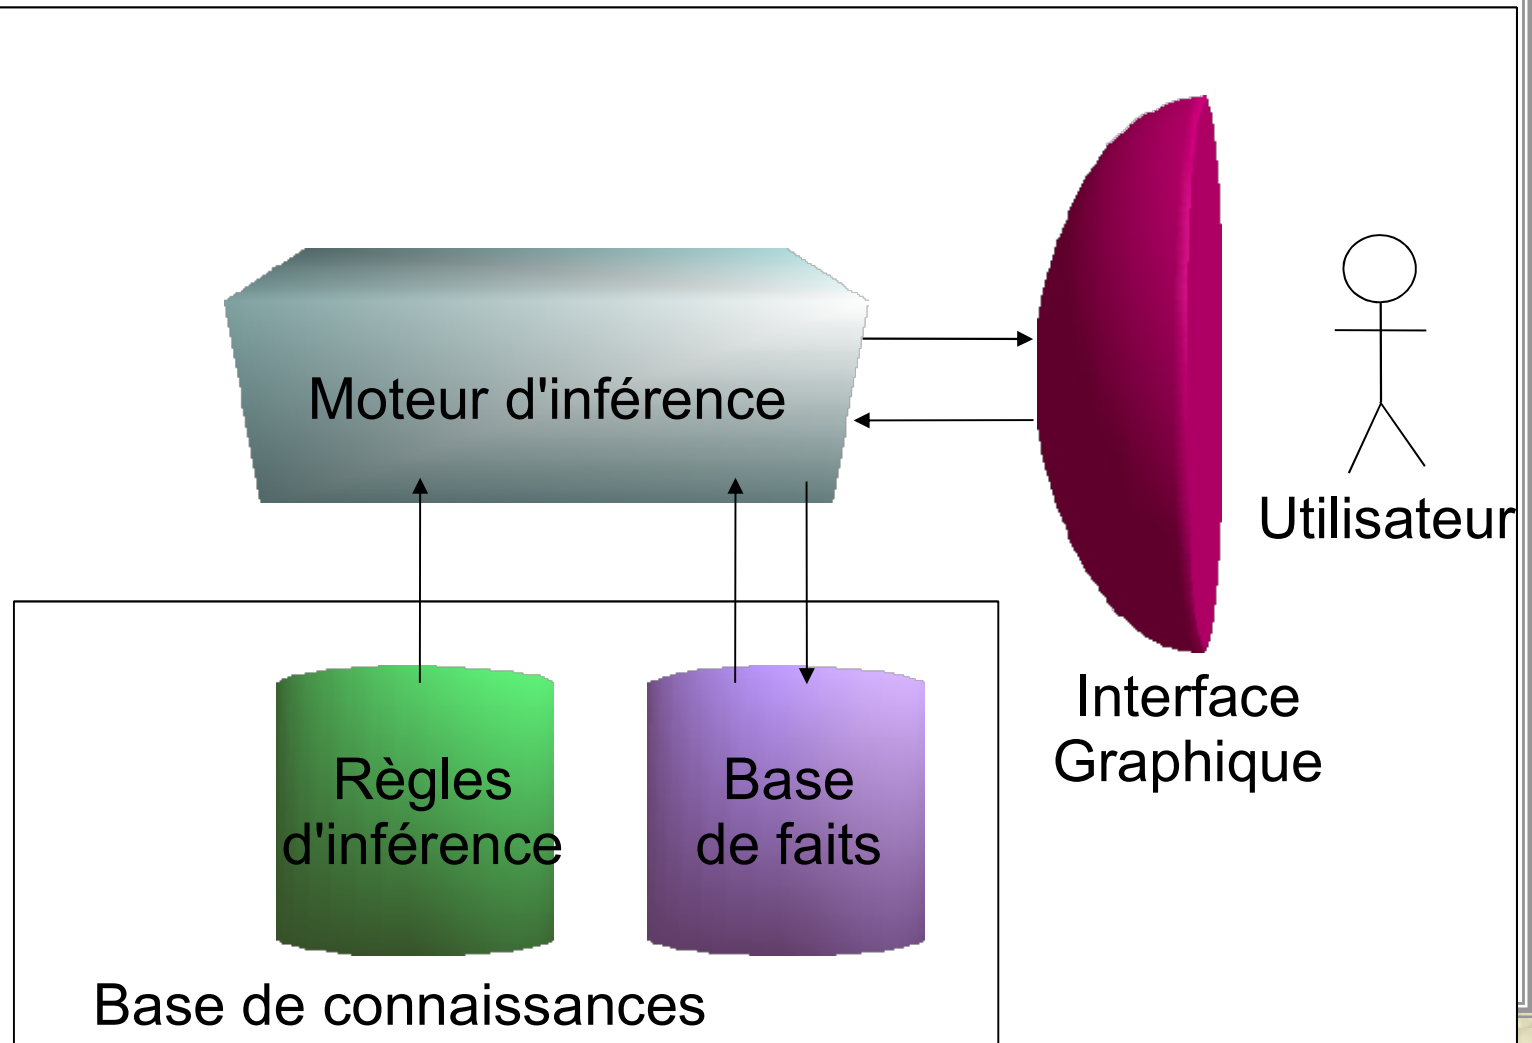 Moteur d'inférence
Utilisateur
Interface
Graphique
Règles
d'inférence
Base
de faits
Base de connaissances